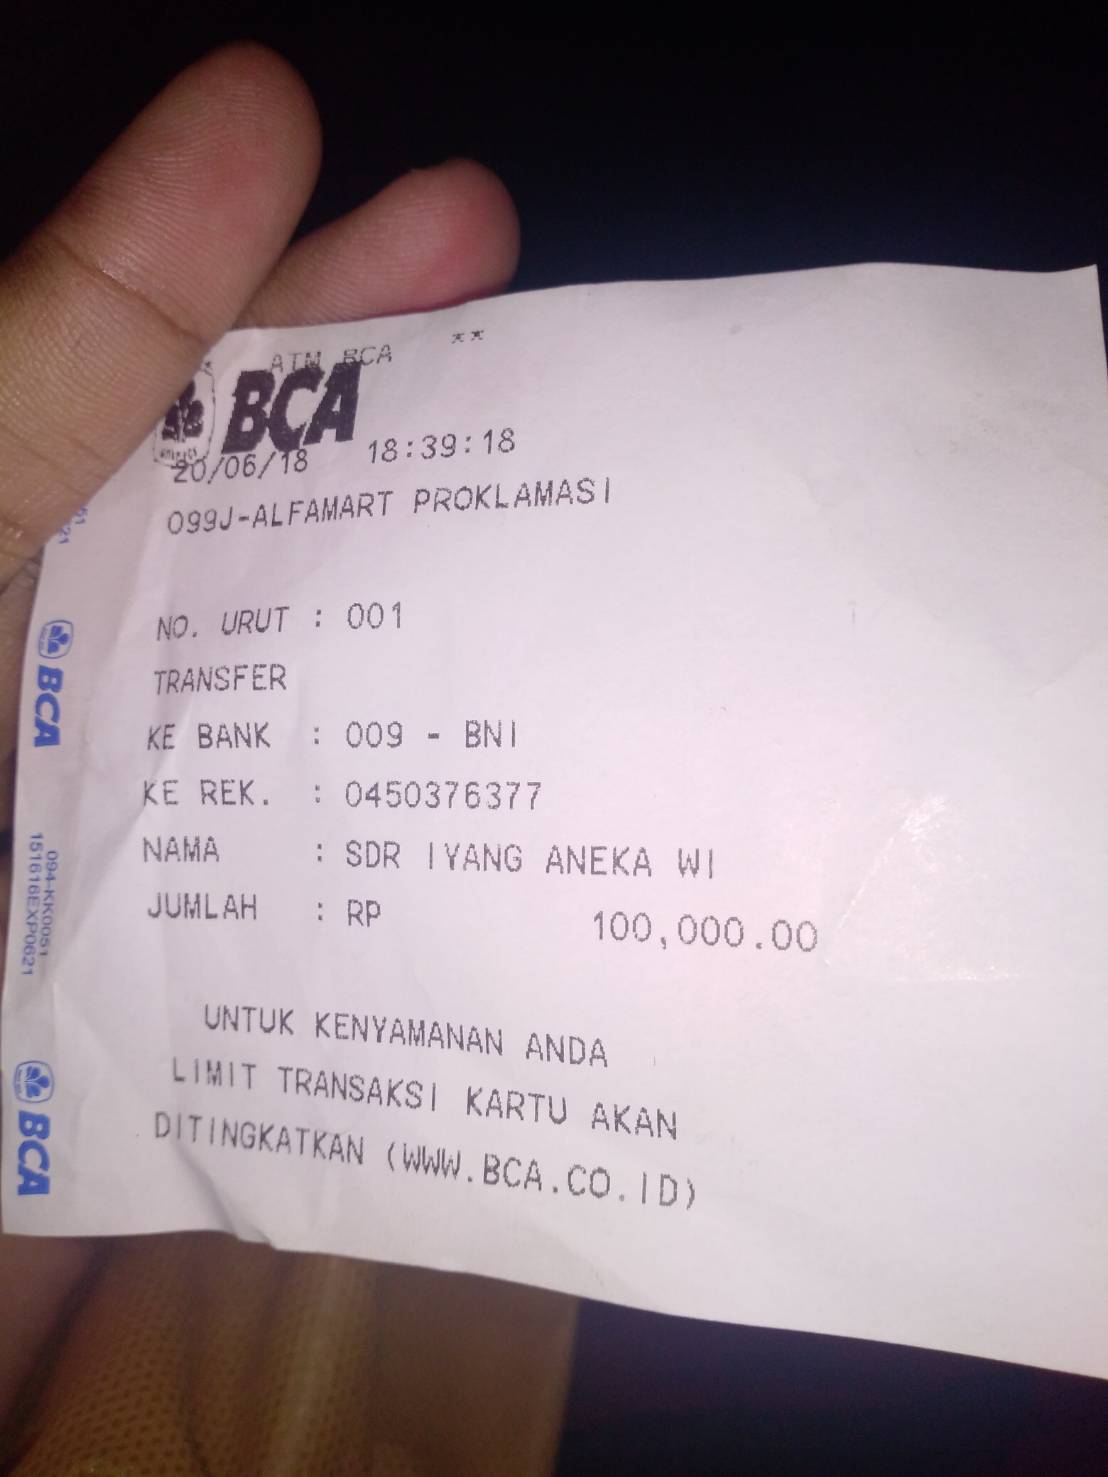 ATM BCA **
BCA
20/06/18 18:39:18
099J-ALFAMART PROKLAMASI
NO. URUT : 001
TRANSFER
KE BANK : 009 - BNI
KE REK. : 0450376377
NAMA : SDR IYANG ANEKA WI
JUMLAH : RP 100,000.00
UNTUK KENYAMANAN ANDA
LIMIT TRANSAKSI KARTU AKAN
DITINGKATKAN (WWW.BCA.CO.ID)
BCA
094-KK0051
151616EXP0621
BCA